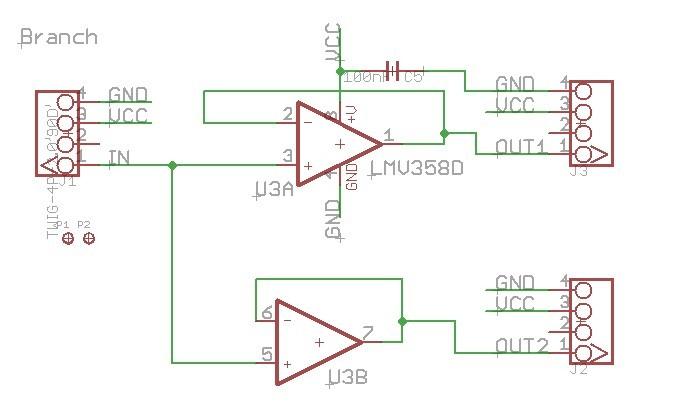 Branch
VCC
100nF C5
4 GND
3 VCC
2
1 IN
J1
TWIG-4P-2.0'90D'
P1 P2
2
3
8
+V
1
4
GND
LMV358D
U3A
GND
GND 4
VCC 3
2
OUT1 1
J3
6
5
7
U3B
GND 4
VCC 3
2
OUT2 1
J2